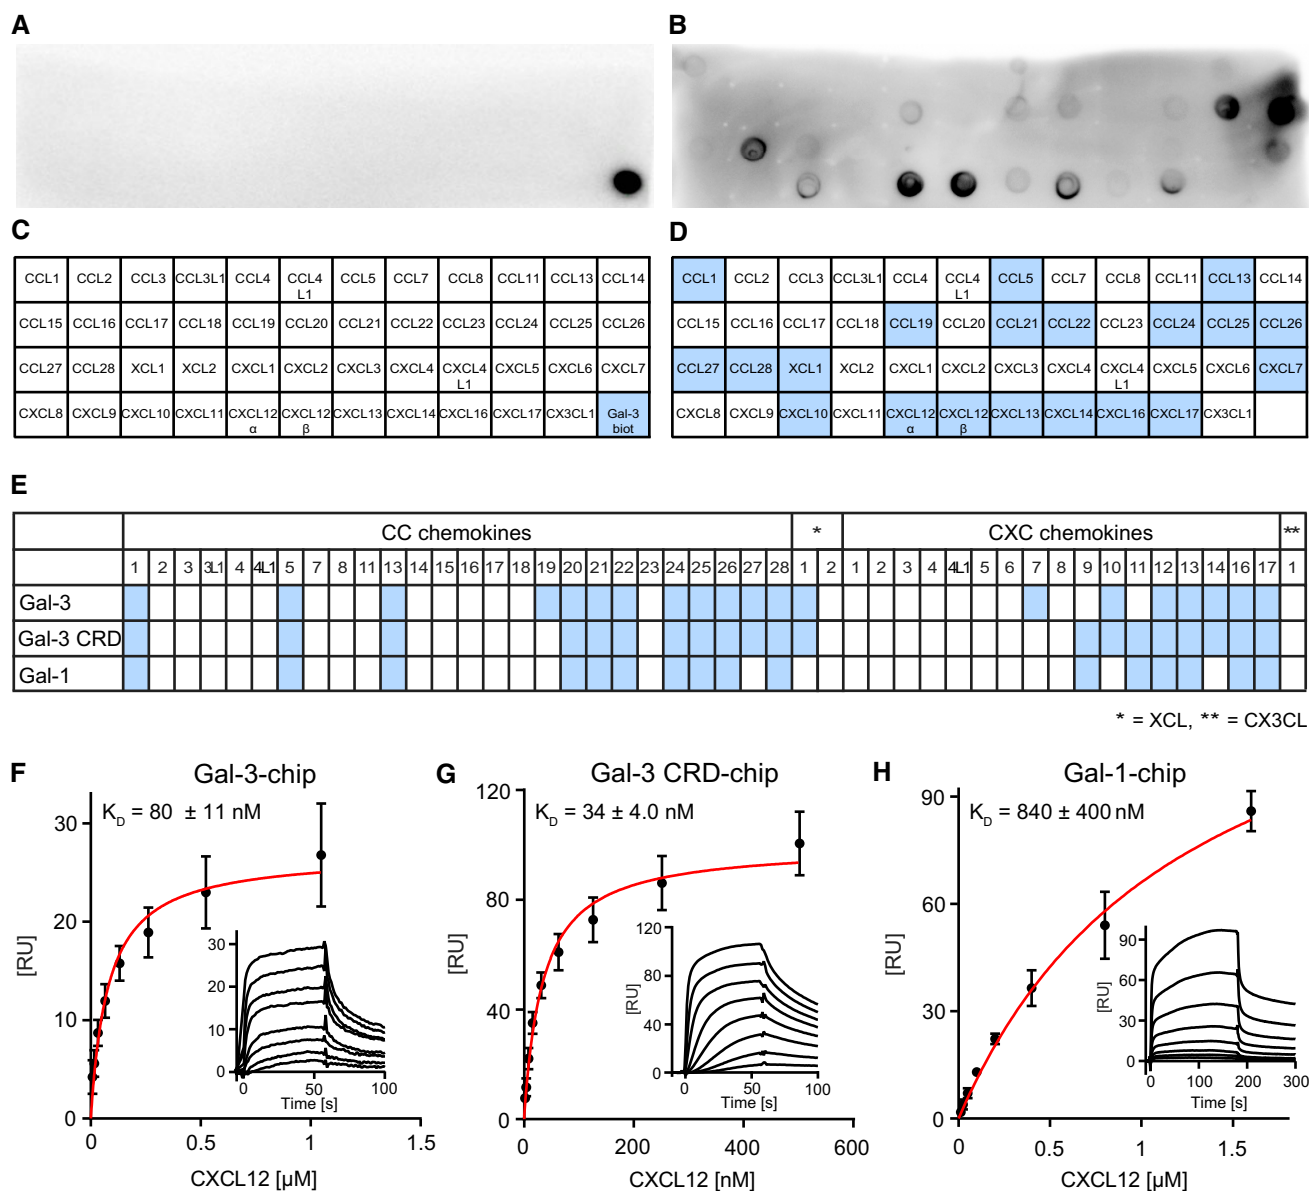 A
B
C
CCL1 CCL2 CCL3 CCL3L1 CCL4 CCL4 L1 CCL5 CCL7 CCL8 CCL11 CCL13 CCL14
CCL15 CCL16 CCL17 CCL18 CCL19 CCL20 CCL21 CCL22 CCL23 CCL24 CCL25 CCL26
CCL27 CCL28 XCL1 XCL2 CXCL1 CXCL2 CXCL3 CXCL4 CXCL4 L1 CXCL5 CXCL6 CXCL7
CXCL8 CXCL9 CXCL10 CXCL11 CXCL12 α CXCL12 β CXCL13 CXCL14 CXCL16 CXCL17 CX3CL1 Gal-3 biot
D
CCL1 CCL2 CCL3 CCL3L1 CCL4 CCL4 L1 CCL5 CCL7 CCL8 CCL11 CCL13 CCL14
CCL15 CCL16 CCL17 CCL18 CCL19 CCL20 CCL21 CCL22 CCL23 CCL24 CCL25 CCL26
CCL27 CCL28 XCL1 XCL2 CXCL1 CXCL2 CXCL3 CXCL4 CXCL4 L1 CXCL5 CXCL6 CXCL7
CXCL8 CXCL9 CXCL10 CXCL11 CXCL12 α CXCL12 β CXCL13 CXCL14 CXCL16 CXCL17 CX3CL1
E
CC chemokines * CXC chemokines **
1 2 3 3L1 4 4L1 5 7 8 11 13 14 15 16 17 18 19 20 21 22 23 24 25 26 27 28 1 2 1 2 3 4 4L1 5 6 7 8 9 10 11 12 13 14 16 17 1
Gal-3
Gal-3 CRD
Gal-1
* = XCL, ** = CX3CL
F
Gal-3-chip
K_D = 80 ± 11 nM
[RU]
30
20
10
0
0 0.5 1 1.5
CXCL12 [µM]
30
20
10
0
0 50 100
Time [s]
G
Gal-3 CRD-chip
K_D = 34 ± 4.0 nM
[RU]
120
80
40
0
0 200 400 600
CXCL12 [nM]
[RU]
120
80
40
0
0 50 100
Time [s]
H
Gal-1-chip
K_D = 840 ± 400 nM
[RU]
90
60
30
0
0 0.5 1 1.5
CXCL12 [µM]
[RU]
90
60
30
0
0 100 200 300
Time [s]